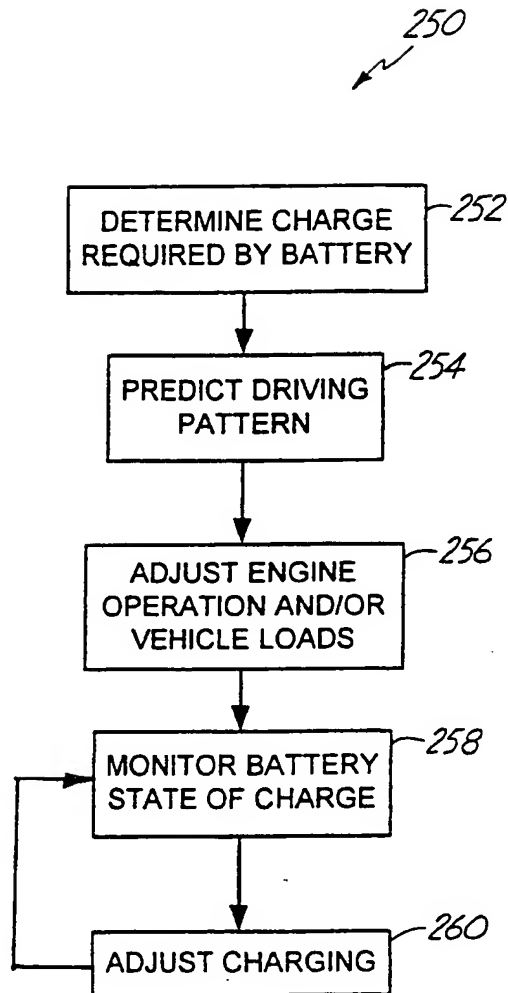 250
DETERMINE CHARGE
REQUIRED BY BATTERY
252
PREDICT DRIVING
PATTERN
254
ADJUST ENGINE
OPERATION AND/OR
VEHICLE LOADS
256
MONITOR BATTERY
STATE OF CHARGE
258
ADJUST CHARGING
260